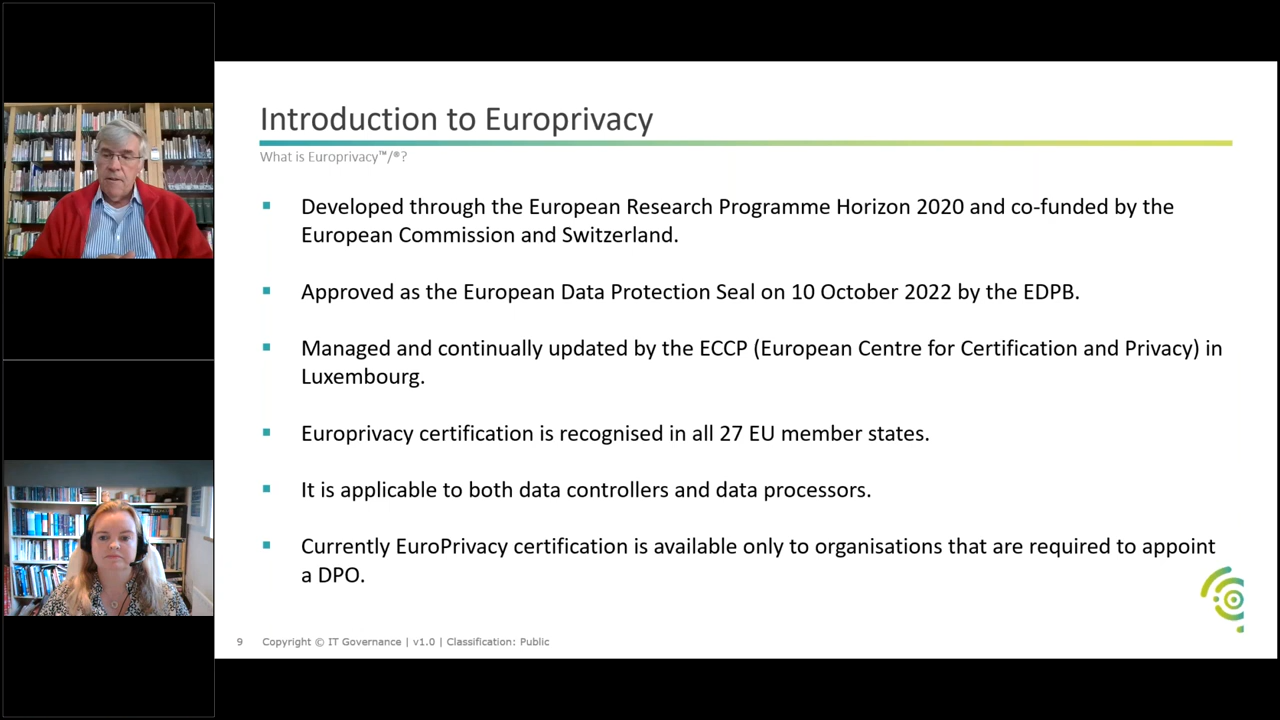 Introduction to Europrivacy
What is Europrivacy™/®?
▪ Developed through the European Research Programme Horizon 2020 and co-funded by the
European Commission and Switzerland.
▪ Approved as the European Data Protection Seal on 10 October 2022 by the EDPB.
▪ Managed and continually updated by the ECCP (European Centre for Certification and Privacy) in
Luxembourg.
▪ Europrivacy certification is recognised in all 27 EU member states.
▪ It is applicable to both data controllers and data processors.
▪ Currently EuroPrivacy certification is available only to organisations that are required to appoint
a DPO.
9 Copyright © IT Governance | v1.0 | Classification: Public